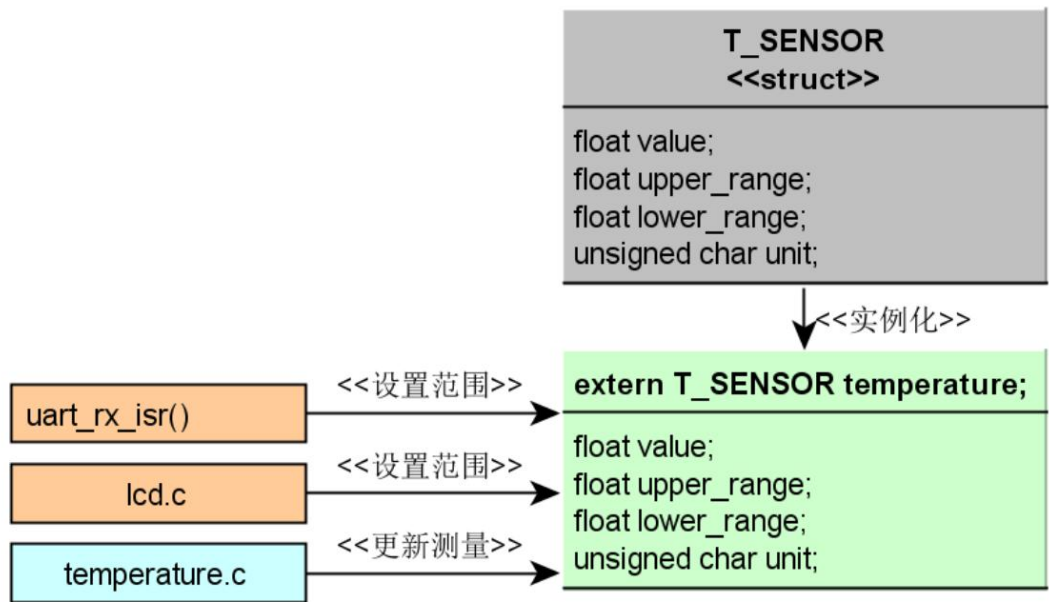 T_SENSOR
<<struct>>
float value;
float upper_range;
float lower_range;
unsigned char unit;
<<实例化>>
uart_rx_isr()
<<设置范围>>
lcd.c
<<设置范围>>
temperature.c
<<更新测量>>
extern T_SENSOR temperature;
float value;
float upper_range;
float lower_range;
unsigned char unit;